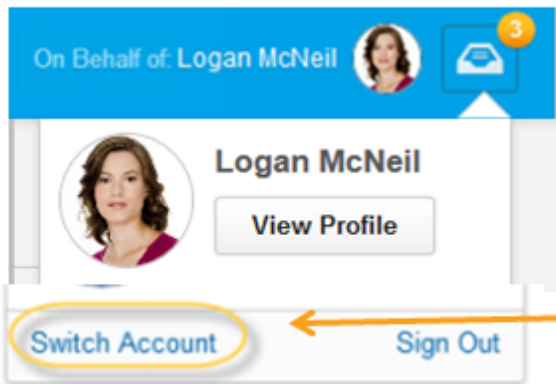 On Behalf of: Logan McNeil
3
Logan McNeil
View Profile
Switch Account
Sign Out